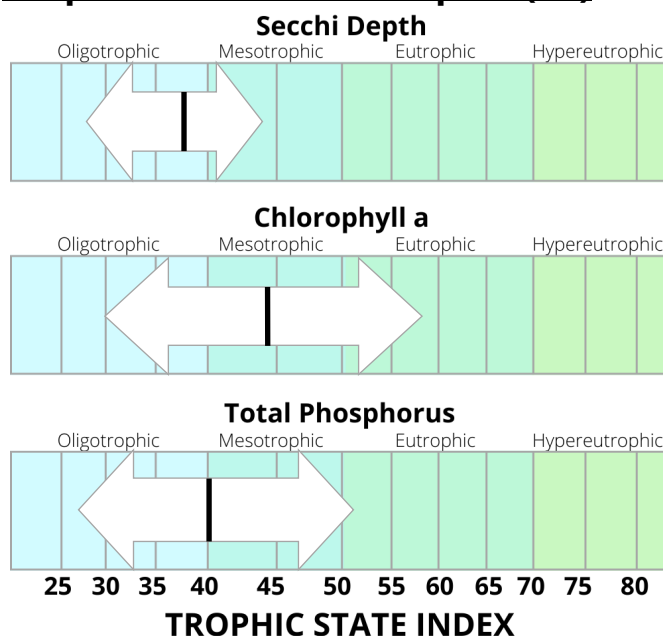 Secchi Depth
Oligotrophic Mesotrophic Eutrophic Hypereutrophic
Chlorophyll a
Oligotrophic Mesotrophic Eutrophic Hypereutrophic
Total Phosphorus
Oligotrophic Mesotrophic Eutrophic Hypereutrophic
25 30 35 40 45 50 55 60 65 70 75 80
TROPHIC STATE INDEX